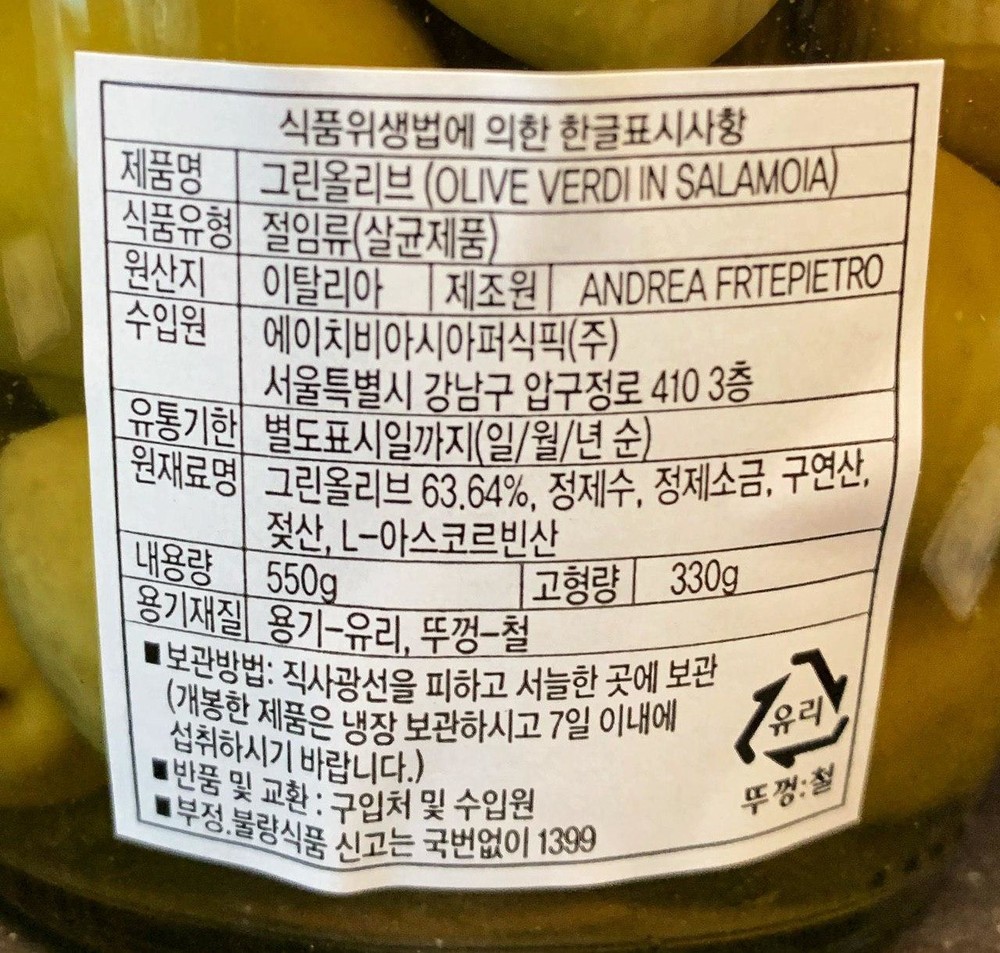 식품위생법에 의한 한글표시사항
제품명 그린올리브 (OLIVE VERDI IN SALAMOIA)
식품유형 절임류(살균제품)
원산지 이탈리아 제조원 ANDREA FRTEPIETRO
수입원 에이치비아시아퍼식픽(주)
서울특별시 강남구 압구정로 410 3층
유통기한 별도표시일까지(일/월/년 순)
원재료명 그린올리브 63.64%, 정제수, 정제소금, 구연산,
젖산, L-아스코르빈산
내용량 550g 고형량 330g
용기재질 용기-유리, 뚜껑-철
■보관방법: 직사광선을 피하고 서늘한 곳에 보관
(개봉한 제품은 냉장 보관하시고 7일 이내에
섭취하시기 바랍니다.)
■반품 및 교환 : 구입처 및 수입원
■부정.불량식품 신고는 국번없이 1399
유리
뚜껑:철